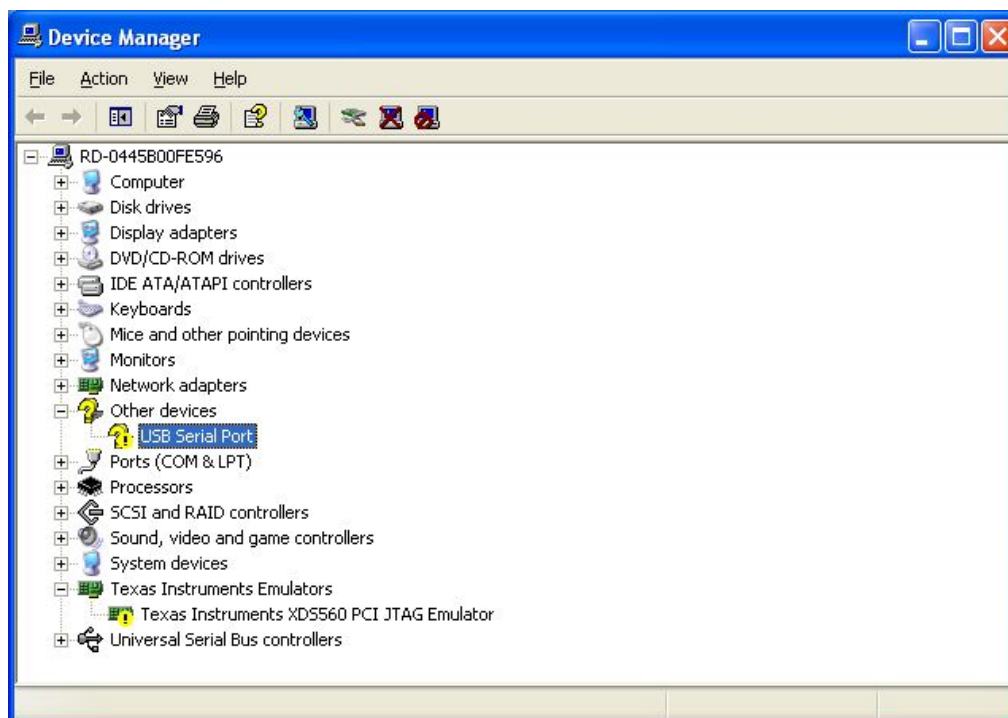 Device Manager
File Action View Help
RD-0445B00FE596
Computer
Disk drives
Display adapters
DVD/CD-ROM drives
IDE ATA/ATAPI controllers
Keyboards
Mice and other pointing devices
Monitors
Network adapters
Other devices
USB Serial Port
Ports (COM & LPT)
Processors
SCSI and RAID controllers
Sound, video and game controllers
System devices
Texas Instruments Emulators
Texas Instruments XDS560 PCI JTAG Emulator
Universal Serial Bus controllers